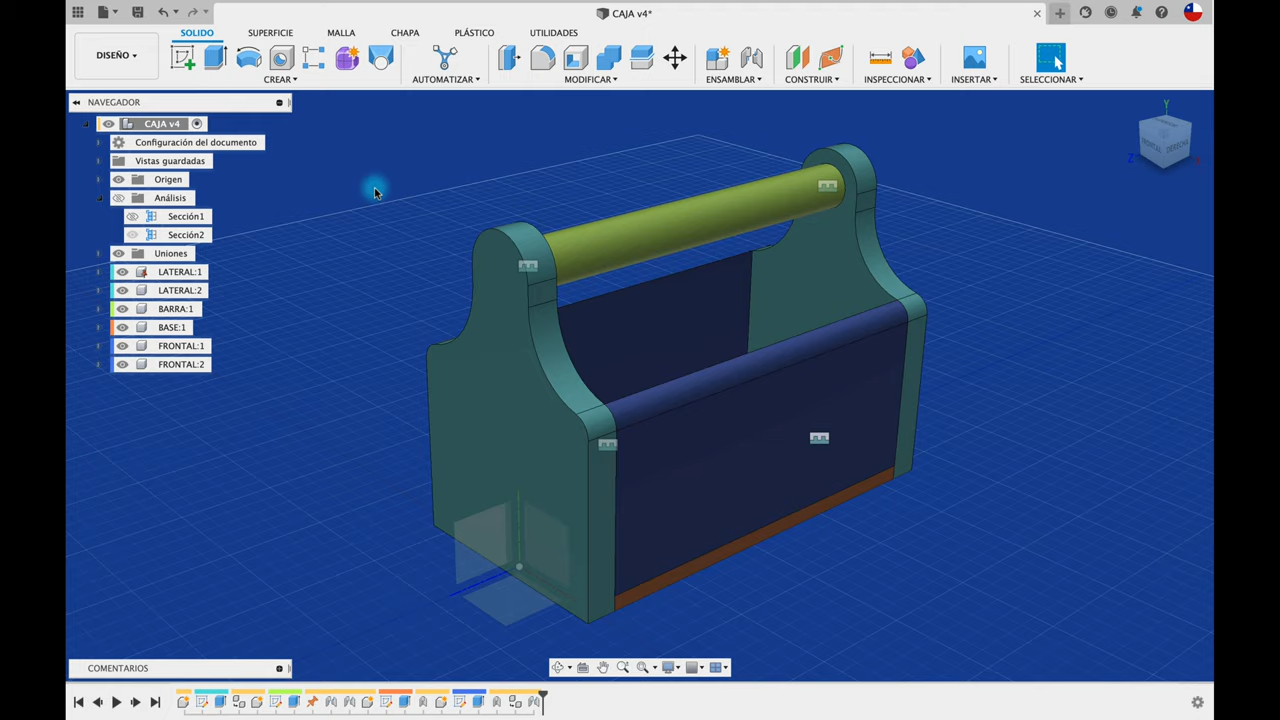 CAJA v4*
DISEÑO
SOLIDO
SUPERFICIE
MALLA
CHAPA
PLÁSTICO
UTILIDADES
CREAR
AUTOMATIZAR
MODIFICAR
ENSAMBLAR
CONSTRUIR
INSPECCIONAR
INSERTAR
SELECCIONAR
NAVEGADOR
CAJA v4
Configuración del documento
Vistas guardadas
Origen
Análisis
Sección1
Sección2
Uniones
LATERAL:1
LATERAL:2
BARRA:1
BASE:1
FRONTAL:1
FRONTAL:2
Y
Z
FRONTAL
DERECHA
COMENTARIOS